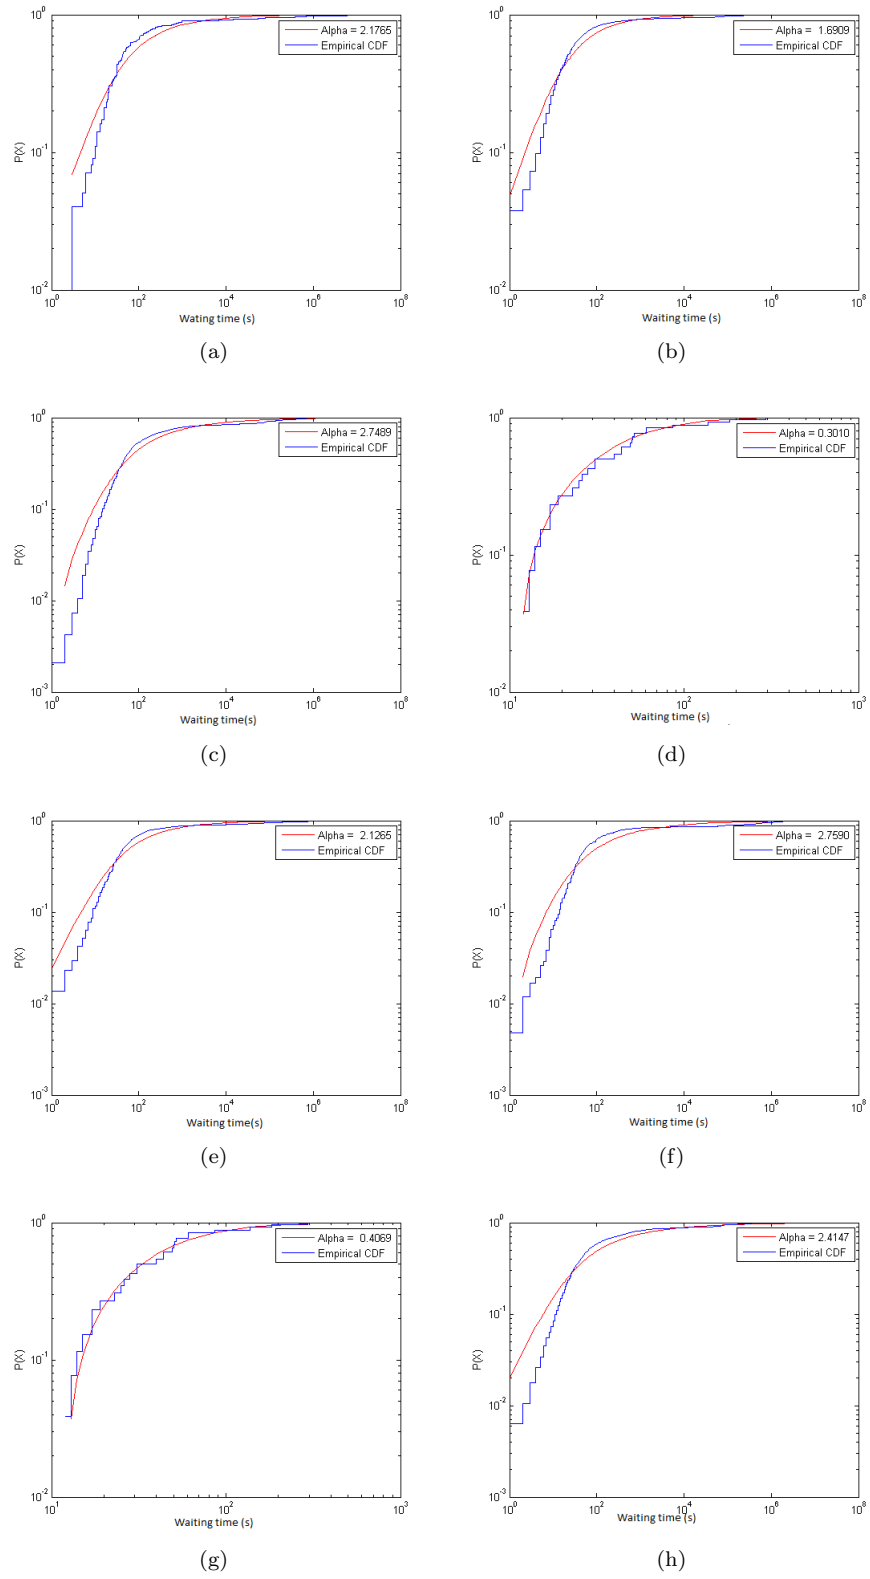 10^0
10^-1
10^-2
P(X)
Alpha = 2.1765
Empirical CDF
10^0 10^2 10^4 10^6 10^8
Wating time (s)
(a)
10^0
10^-1
10^-2
P(X)
Alpha = 1.6909
Empirical CDF
10^0 10^2 10^4 10^6 10^8
Waiting time (s)
(b)
10^0
10^-1
10^-2
10^-3
P(X)
Alpha = 2.7489
Empirical CDF
10^0 10^2 10^4 10^6 10^8
Waiting time(s)
(c)
10^0
10^-1
10^-2
P(X)
Alpha = 0.3010
Empirical CDF
10^1 10^2 10^3
Waiting time (s)
(d)
10^0
10^-1
10^-2
10^-3
P(X)
Alpha = 2.1265
Empirical CDF
10^0 10^2 10^4 10^6 10^8
Waiting time(s)
(e)
10^0
10^-1
10^-2
10^-3
P(X)
Alpha = 2.7590
Empirical CDF
10^0 10^2 10^4 10^6 10^8
Waiting time (s)
(f)
10^0
10^-1
10^-2
P(X)
Alpha = 0.4069
Empirical CDF
10^1 10^2 10^3
Waiting time (s)
(g)
10^0
10^-1
10^-2
10^-3
P(X)
Alpha = 2.4147
Empirical CDF
10^0 10^2 10^4 10^6 10^8
Waiting time (s)
(h)